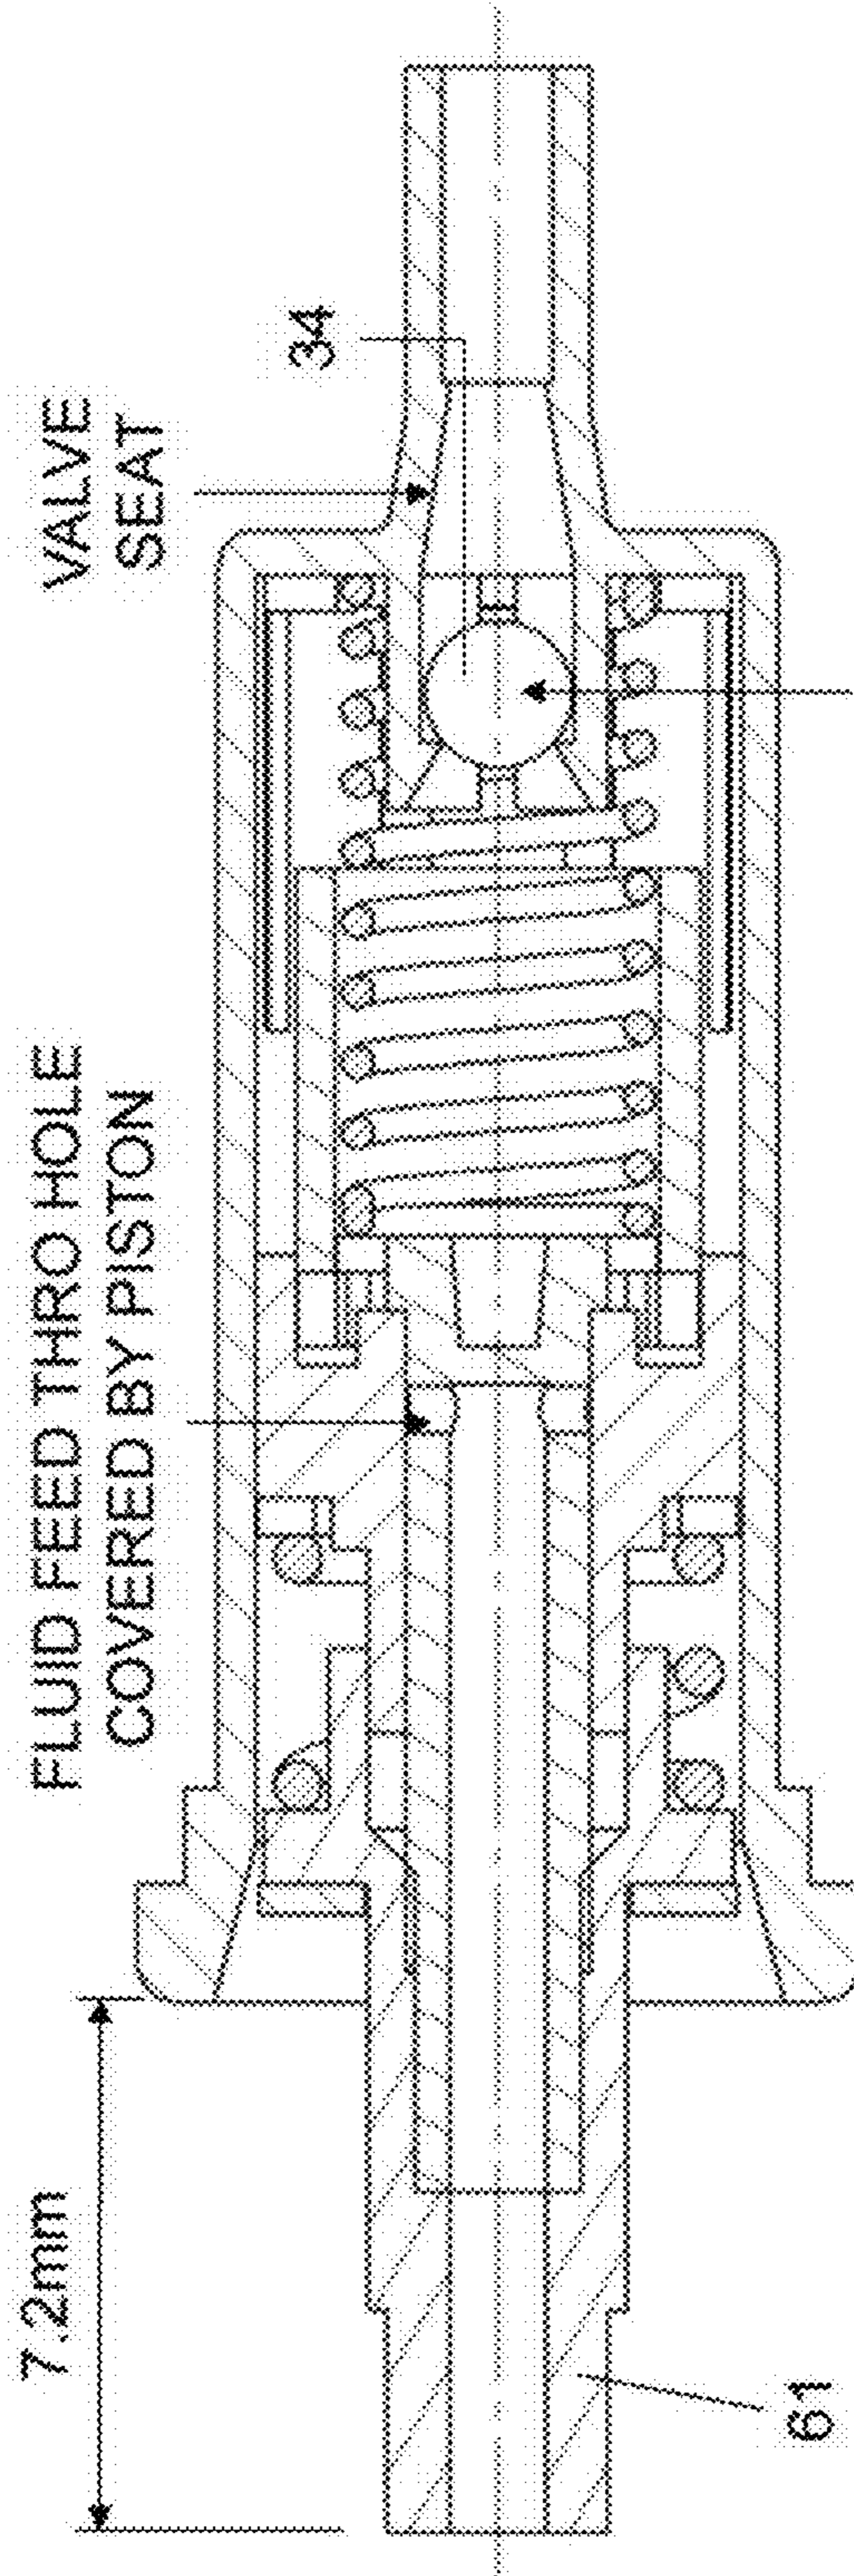 7.2mm
FLUID FEED THRO HOLE
COVERED BY PISTON
VALVE
SEAT
34
61